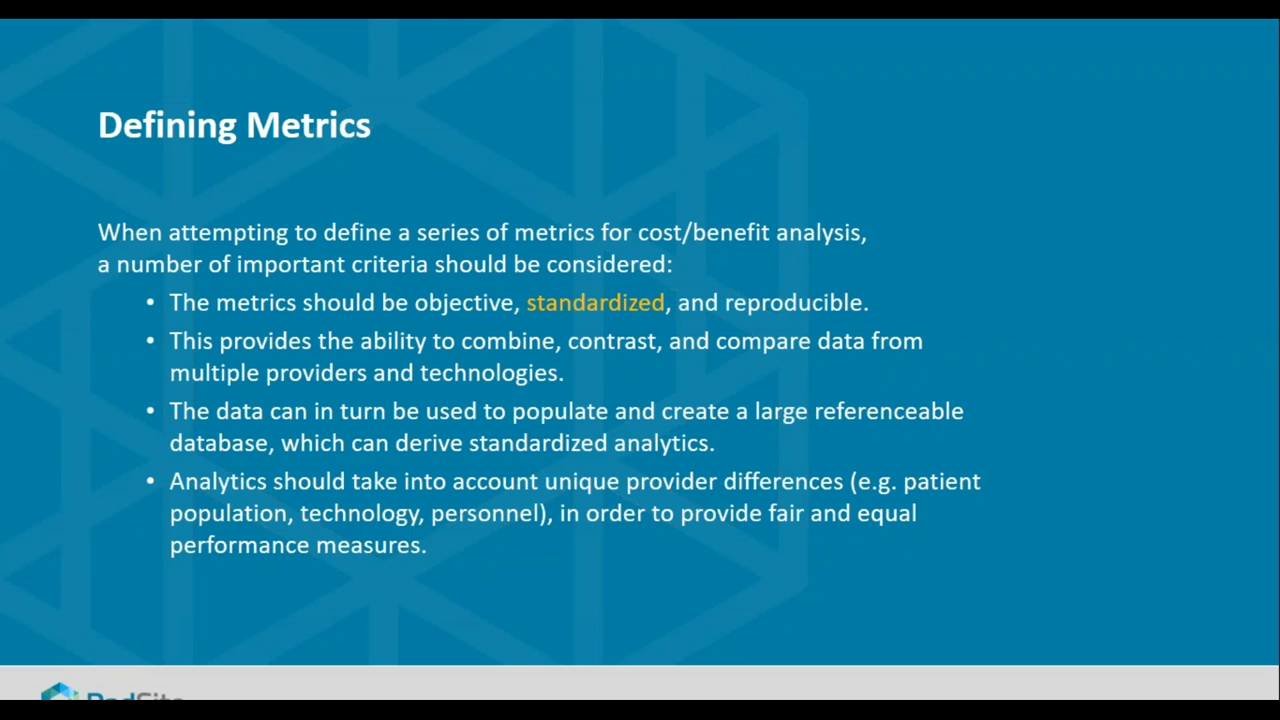 Defining Metrics
When attempting to define a series of metrics for cost/benefit analysis,
a number of important criteria should be considered:
• The metrics should be objective, standardized, and reproducible.
• This provides the ability to combine, contrast, and compare data from
multiple providers and technologies.
• The data can in turn be used to populate and create a large referenceable
database, which can derive standardized analytics.
• Analytics should take into account unique provider differences (e.g. patient
population, technology, personnel), in order to provide fair and equal
performance measures.
RadSite